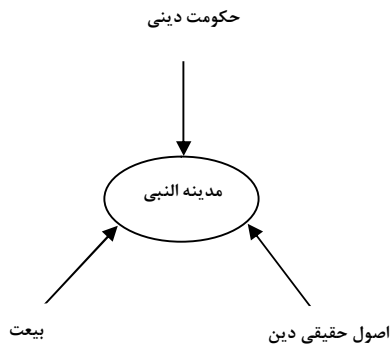 حکومت دینی
مدینه النبی
اصول حقیقی دین
بیعت